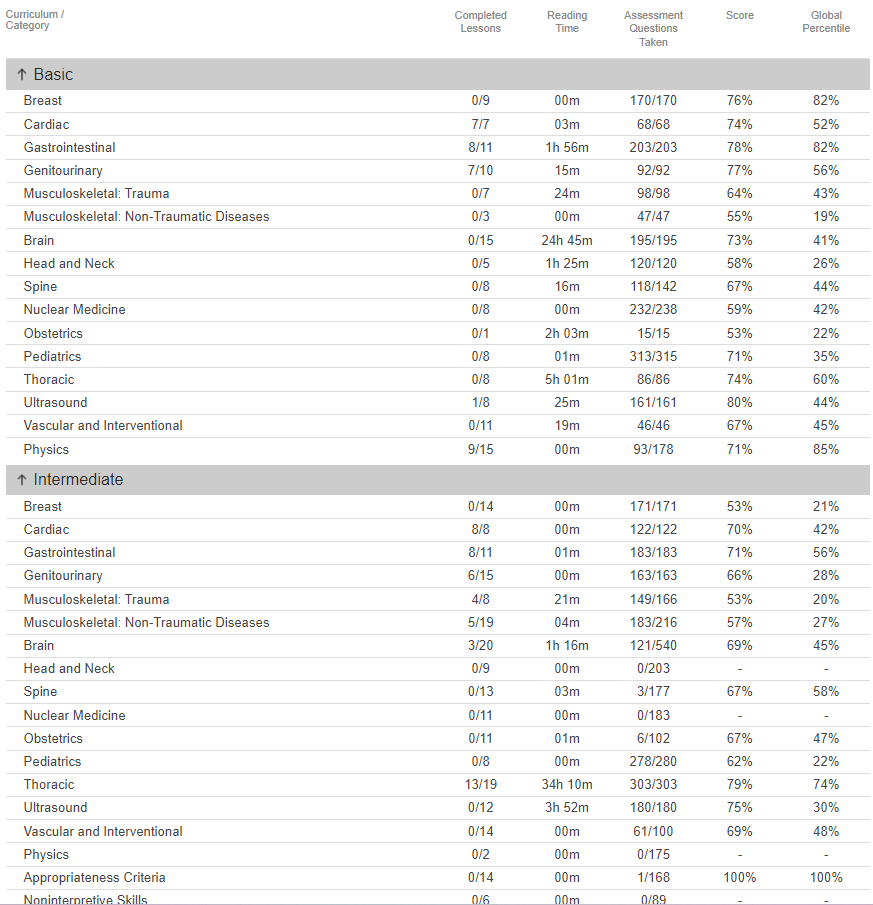 Curriculum / Category Completed Lessons Reading Time Assessment Questions Taken Score Global Percentile
↑ Basic
Breast 0/9 00m 170/170 76% 82%
Cardiac 7/7 03m 68/68 74% 52%
Gastrointestinal 8/11 1h 56m 203/203 78% 82%
Genitourinary 7/10 15m 92/92 77% 56%
Musculoskeletal: Trauma 0/7 24m 98/98 64% 43%
Musculoskeletal: Non-Traumatic Diseases 0/3 00m 47/47 55% 19%
Brain 0/15 24h 45m 195/195 73% 41%
Head and Neck 0/5 1h 25m 120/120 58% 26%
Spine 0/8 16m 118/142 67% 44%
Nuclear Medicine 0/8 00m 232/238 59% 42%
Obstetrics 0/1 2h 03m 15/15 53% 22%
Pediatrics 0/8 01m 313/315 71% 35%
Thoracic 0/8 5h 01m 86/86 74% 60%
Ultrasound 1/8 25m 161/161 80% 44%
Vascular and Interventional 0/11 19m 46/46 67% 45%
Physics 9/15 00m 93/178 71% 85%
↑ Intermediate
Breast 0/14 00m 171/171 53% 21%
Cardiac 8/8 00m 122/122 70% 42%
Gastrointestinal 8/11 01m 183/183 71% 56%
Genitourinary 6/15 00m 163/163 66% 28%
Musculoskeletal: Trauma 4/8 21m 149/166 53% 20%
Musculoskeletal: Non-Traumatic Diseases 5/19 04m 183/216 57% 27%
Brain 3/20 1h 16m 121/540 69% 45%
Head and Neck 0/9 00m 0/203 - -
Spine 0/13 03m 3/177 67% 58%
Nuclear Medicine 0/11 00m 0/183 - -
Obstetrics 0/11 01m 6/102 67% 47%
Pediatrics 0/8 00m 278/280 62% 22%
Thoracic 13/19 34h 10m 303/303 79% 74%
Ultrasound 0/12 3h 52m 180/180 75% 30%
Vascular and Interventional 0/14 00m 61/100 69% 48%
Physics 0/2 00m 0/175 - -
Appropriateness Criteria 0/14 00m 1/168 100% 100%
Noninterpretive Skills 0/6 00m 0/89 - -